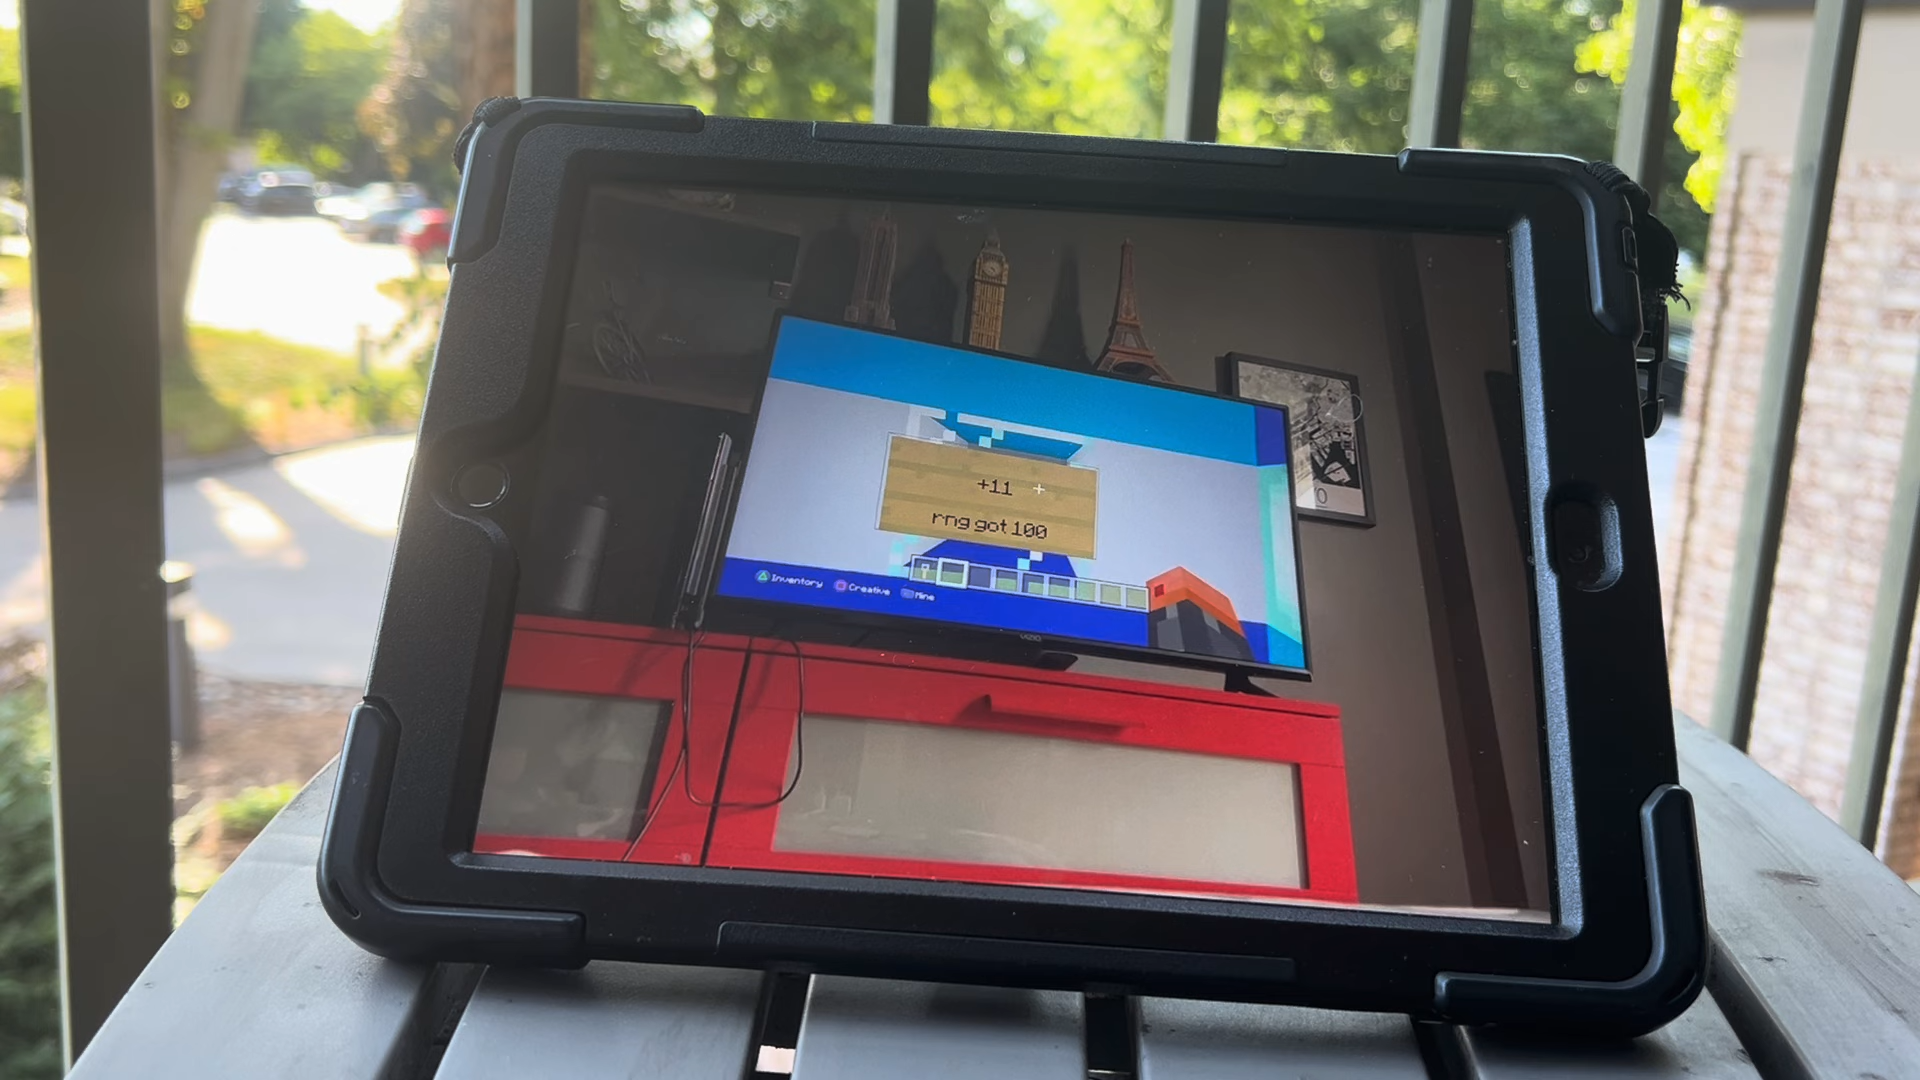 +11
rng got 100
Inventory
Creative
Mine
VIZIO